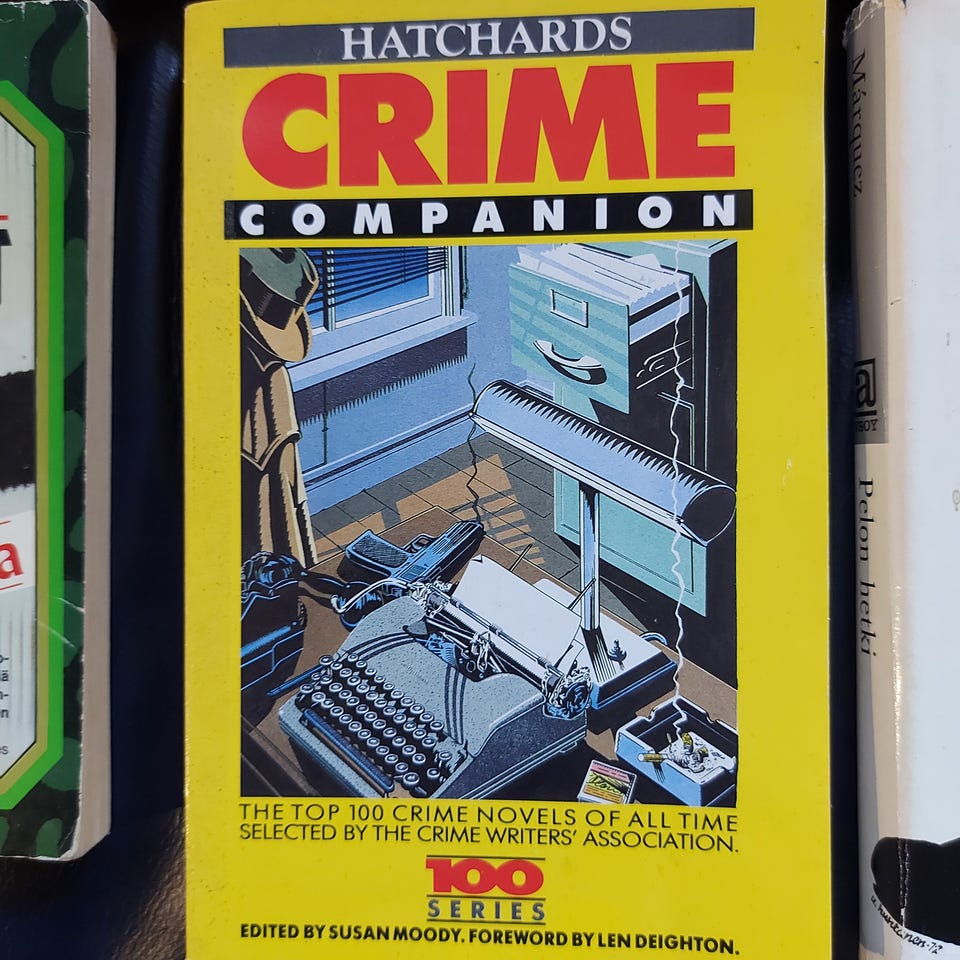 HATCHARDS
CRIME
COMPANION
THE TOP 100 CRIME NOVELS OF ALL TIME
SELECTED BY THE CRIME WRITERS' ASSOCIATION.
100
SERIES
EDITED BY SUSAN MOODY. FOREWORD BY LEN DEIGHTON.
Márquez
Pelon hetki